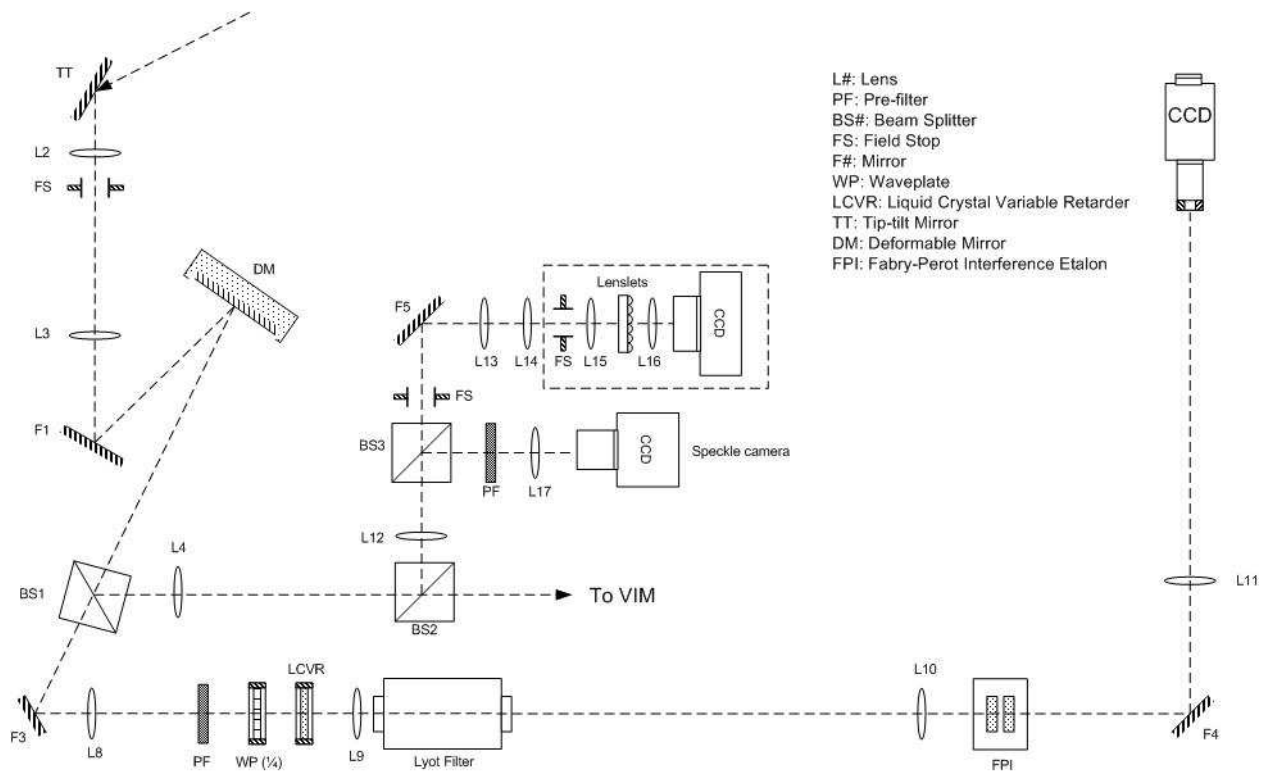 TT
L2
FS
L3
F1
DM
BS1
L4
F3
L8
PF
WP (¼)
LCVR
L9
Lyot Filter
BS2
To VIM
L12
BS3
PF
L17
CCD
Speckle camera
FS
F5
L13
L14
FS
L15
Lenslets
L16
CCD
L10
FPI
F4
L11
CCD
L#: Lens
PF: Pre-filter
BS#: Beam Splitter
FS: Field Stop
F#: Mirror
WP: Waveplate
LCVR: Liquid Crystal Variable Retarder
TT: Tip-tilt Mirror
DM: Deformable Mirror
FPI: Fabry-Perot Interference Etalon